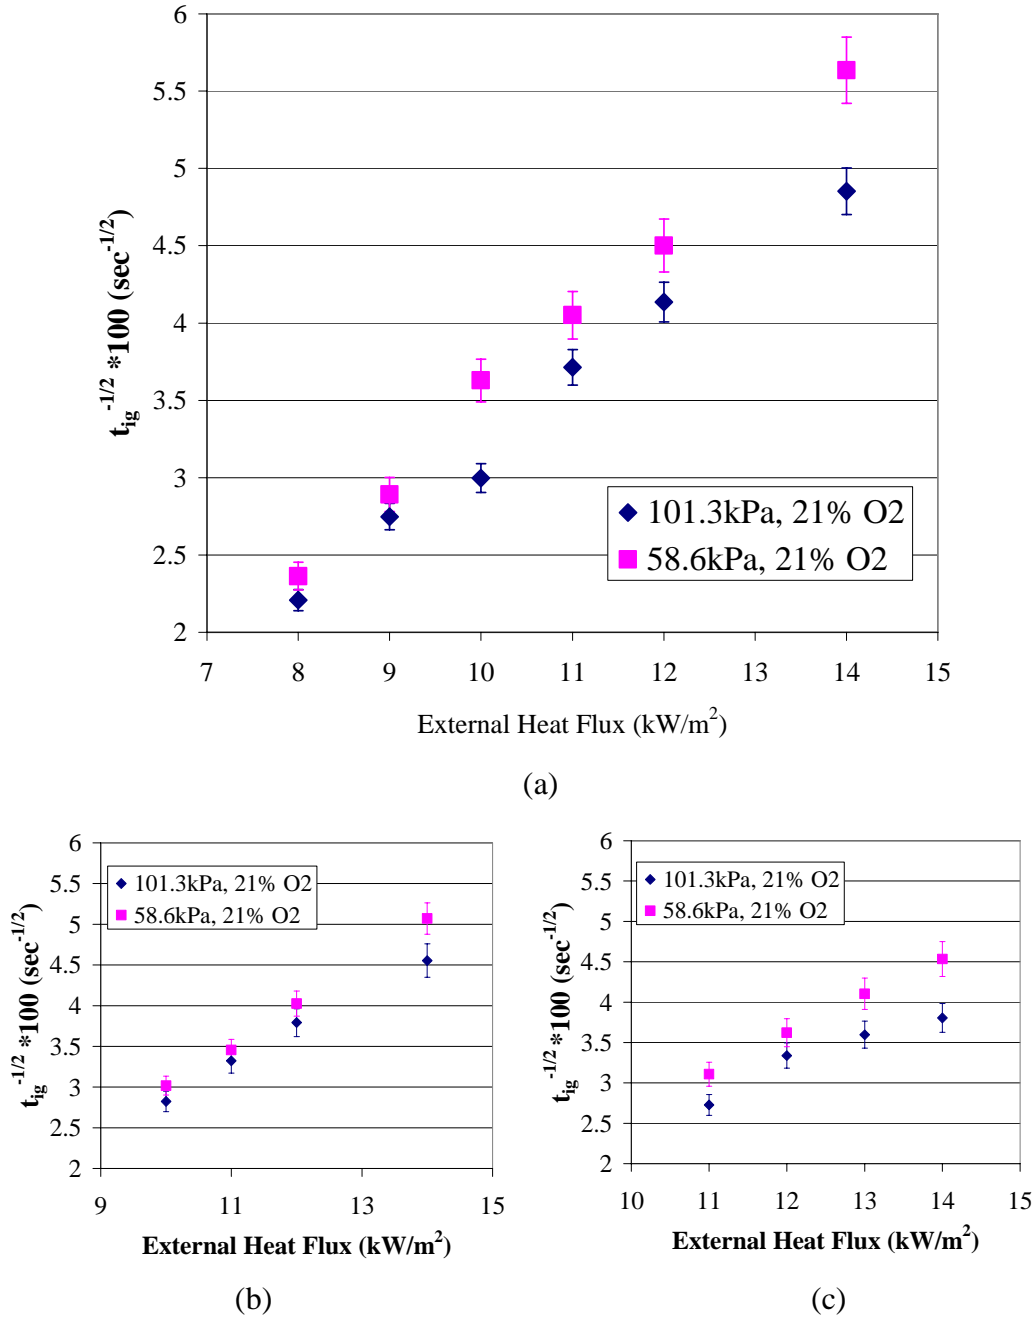 6
5.5
5
4.5
4
3.5
3
2.5
2
t_ig^-1/2 *100 (sec^-1/2)
101.3kPa, 21% O2
58.6kPa, 21% O2
7 8 9 10 11 12 13 14 15
External Heat Flux (kW/m²)
(a)
6
5.5
5
4.5
4
3.5
3
2.5
2
t_ig^-1/2 *100 (sec^-1/2)
101.3kPa, 21% O2
58.6kPa, 21% O2
9 11 13 15
External Heat Flux (kW/m²)
(b)
6
5.5
5
4.5
4
3.5
3
2.5
2
t_ig^-1/2 *100 (sec^-1/2)
101.3kPa, 21% O2
58.6kPa, 21% O2
10 11 12 13 14 15
External Heat Flux (kW/m²)
(c)